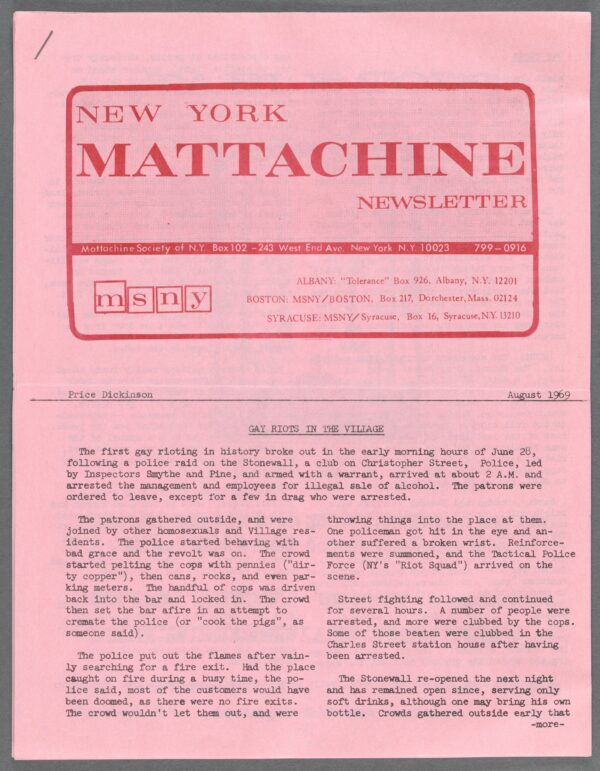 NEW YORK
MATTACHINE
NEWSLETTER
Mattachine Society of N.Y. Box 102 - 243 West End Ave. New York N.Y. 10023 799-0916
msny
ALBANY: "Tolerance" Box 926, Albany, N.Y. 12201
BOSTON: MSNY/BOSTON, Box 217, Dorchester, Mass. 02124
SYRACUSE: MSNY/Syracuse, Box 16, Syracuse, N.Y. 13210
Price Dickinson August 1969
GAY RIOTS IN THE VILLAGE
The first gay rioting in history broke out in the early morning hours of June 28,
following a police raid on the Stonewall, a club on Christopher Street, Police, led
by Inspectors Smythe and Pine, and armed with a warrant, arrived at about 2 A.M. and
arrested the management and employees for illegal sale of alcohol. The patrons were
ordered to leave, except for a few in drag who were arrested.
The patrons gathered outside, and were
joined by other homosexuals and Village res-
idents. The police started behaving with
bad grace and the revolt was on. The crowd
started pelting the cops with pennies ("dir-
ty copper"), then cans, rocks, and even par-
king meters. The handful of cops was driven
back into the bar and locked in. The crowd
then set the bar afire in an attempt to
cremate the police (or "cook the pigs", as
someone said).
The police put out the flames after vain-
ly searching for a fire exit. Had the place
caught on fire during a busy time, the po-
lice said, most of the customers would have
been doomed, as there were no fire exits.
The crowd wouldn't let them out, and were
throwing things into the place at them.
One policeman got hit in the eye and an-
other suffered a broken wrist. Reinforce-
ments were summoned, and the Tactical Police
Force (NY's "Riot Squad") arrived on the
scene.
Street fighting followed and continued
for several hours. A number of people were
arrested, and more were clubbed by the cops.
Some of those beaten were clubbed in the
Charles Street station house after having
been arrested.
The Stonewall re-opened the next night
and has remained open since, serving only
soft drinks, although one may bring his own
bottle. Crowds gathered outside early that
-more-